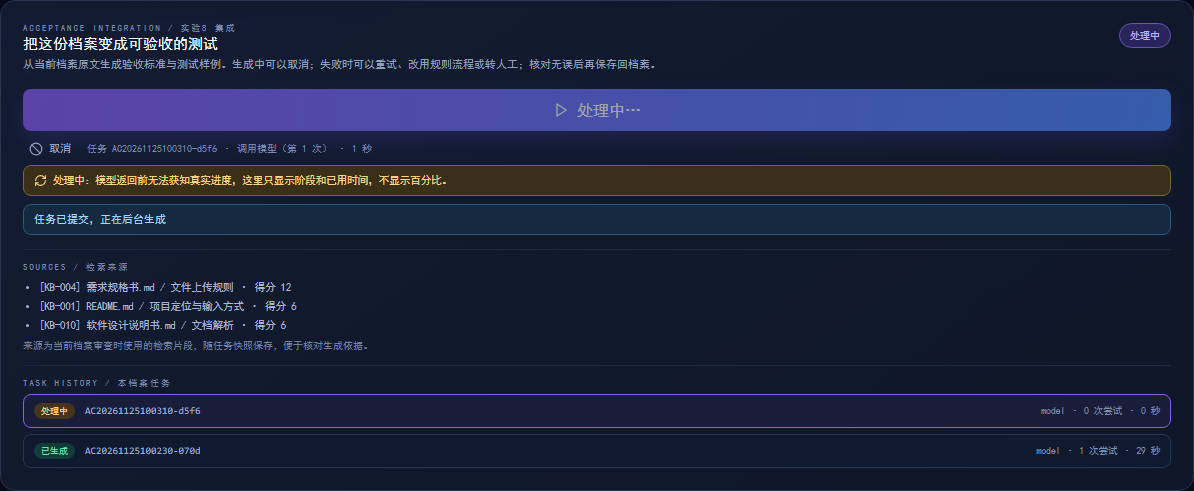 ACCEPTANCE INTEGRATION / 实验8 集成
把这份档案变成可验收的测试
处理中
从当前档案原文生成验收标准与测试样例。生成中可以取消；失败时可以重试、改用规则流程或转人工；核对无误后再保存回档案。
处理中…
取消 任务 AC20261125100310-d5f6 · 调用模型（第 1 次） · 1 秒
处理中：模型返回前无法获知真实进度，这里只显示阶段和已用时间，不显示百分比。
任务已提交，正在后台生成
SOURCES / 检索来源
• [KB-004] 需求规格书.md / 文件上传规则 · 得分 12
• [KB-001] README.md / 项目定位与输入方式 · 得分 6
• [KB-010] 软件设计说明书.md / 文档解析 · 得分 6
来源为当前档案审查时使用的检索片段，随任务快照保存，便于核对生成依据。
TASK HISTORY / 本档案任务
处理中 AC20261125100310-d5f6 model · 0 次尝试 · 0 秒
已生成 AC20261125100230-070d model · 1 次尝试 · 29 秒